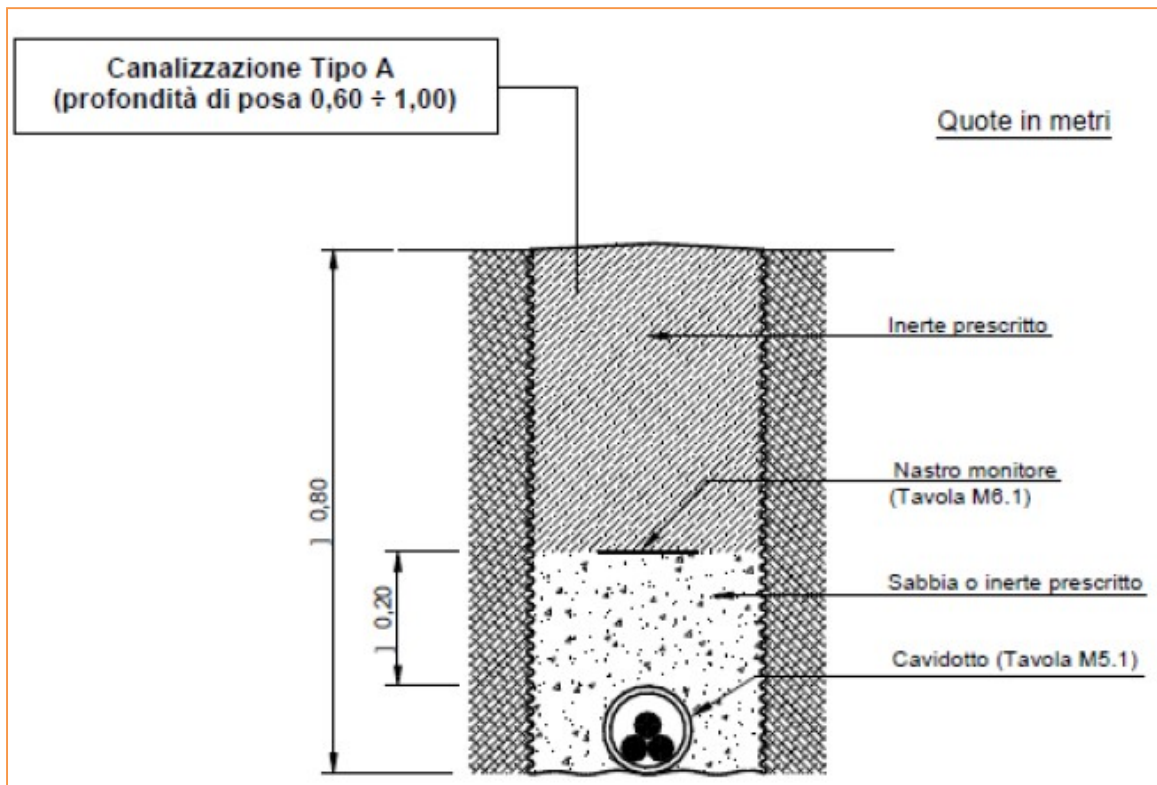 Canalizzazione Tipo A
(profondità di posa 0,60 ÷ 1,00)
Quote in metri
Inerte prescritto
Nastro monitore
(Tavola M6.1)
] 0,80
Sabbia o inerte prescritto
] 0,20
Cavidotto (Tavola M5.1)